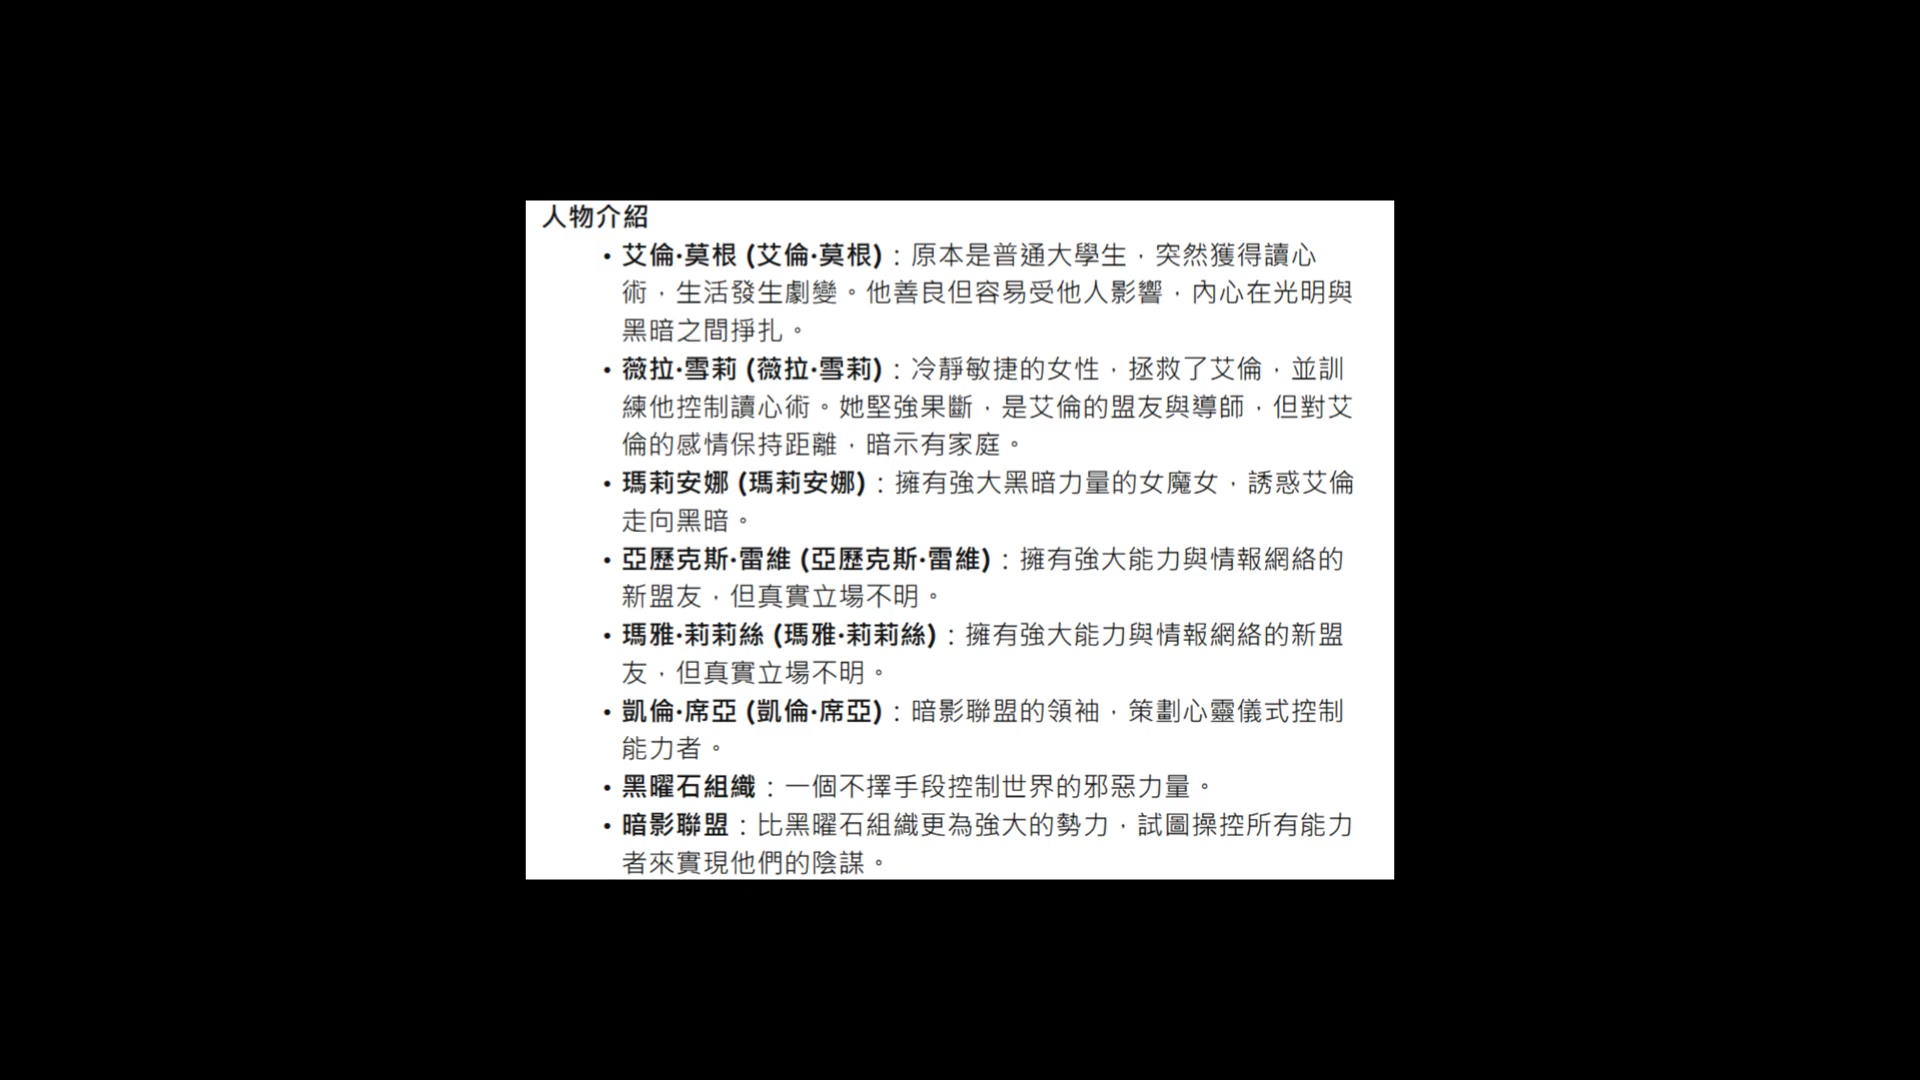 人物介紹
• 艾倫·莫根 (艾倫·莫根)：原本是普通大學生，突然獲得讀心
術，生活發生劇變。他善良但容易受他人影響，內心在光明與
黑暗之間掙扎。
• 薇拉·雪莉 (薇拉·雪莉)：冷靜敏捷的女性，拯救了艾倫，並訓
練他控制讀心術。她堅強果斷，是艾倫的盟友與導師，但對艾
倫的感情保持距離，暗示有家庭。
• 瑪莉安娜 (瑪莉安娜)：擁有強大黑暗力量的女魔女，誘惑艾倫
走向黑暗。
• 亞歷克斯·雷維 (亞歷克斯·雷維)：擁有強大能力與情報網絡的
新盟友，但真實立場不明。
• 瑪雅·莉莉絲 (瑪雅·莉莉絲)：擁有強大能力與情報網絡的新盟
友，但真實立場不明。
• 凱倫·席亞 (凱倫·席亞)：暗影聯盟的領袖，策劃心靈儀式控制
能力者。
• 黑曜石組織：一個不擇手段控制世界的邪惡力量。
• 暗影聯盟：比黑曜石組織更為強大的勢力，試圖操控所有能力
者來實現他們的陰謀。